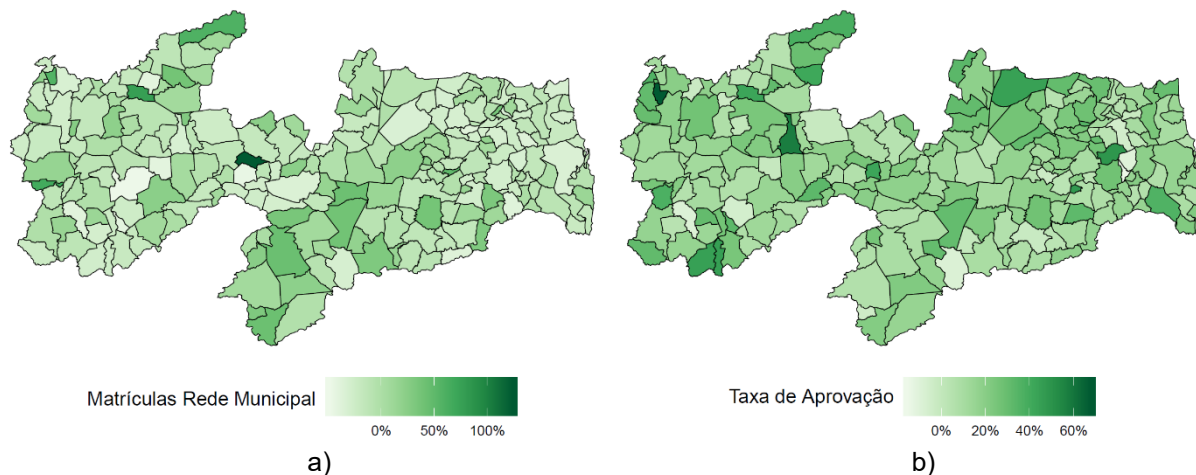 Matrículas Rede Municipal
0% 50% 100%
a)
Taxa de Aprovação
0% 20% 40% 60%
b)